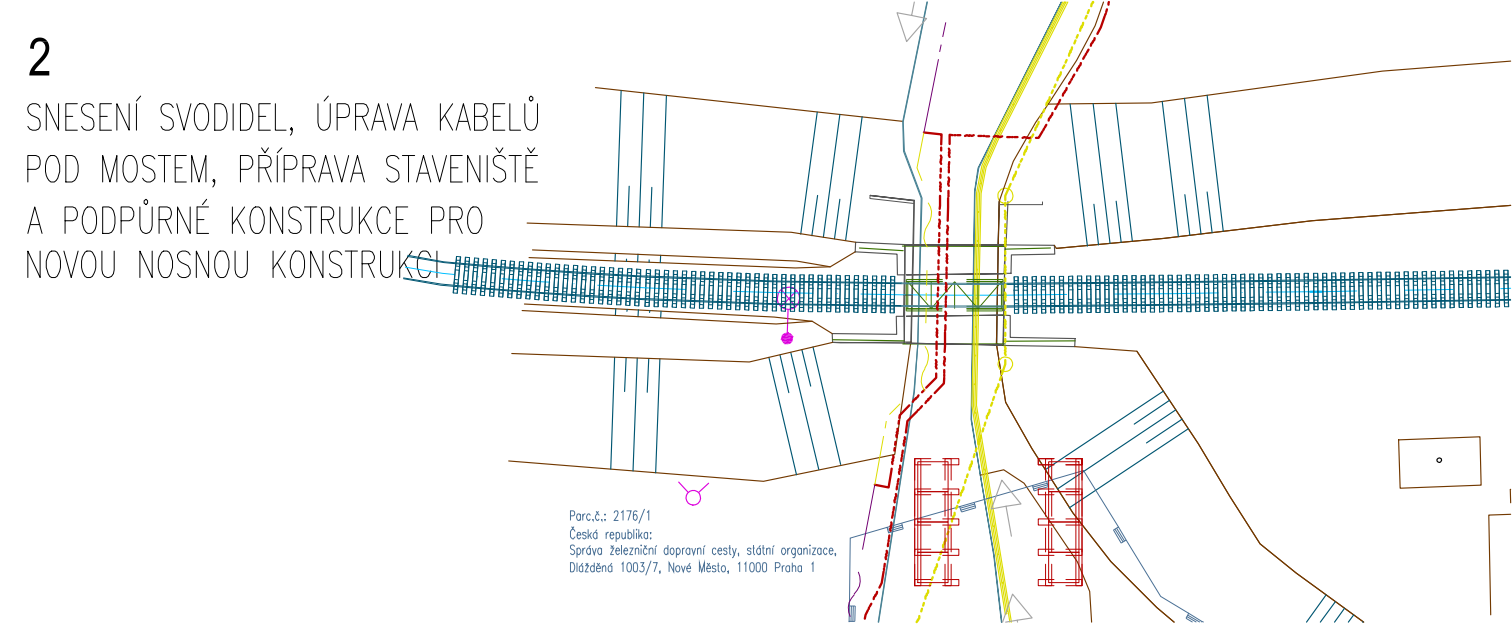 2
SNESENÍ SVODIDEL, ÚPRAVA KABELŮ
POD MOSTEM, PŘÍPRAVA STAVENIŠTĚ
A PODPŮRNÉ KONSTRUKCE PRO
NOVOU NOSNOU KONSTRUKCI
Parc.č.: 2176/1
Česká republika:
Správa železniční dopravní cesty, státní organizace,
Dlážděná 1003/7, Nové Město, 11000 Praha 1